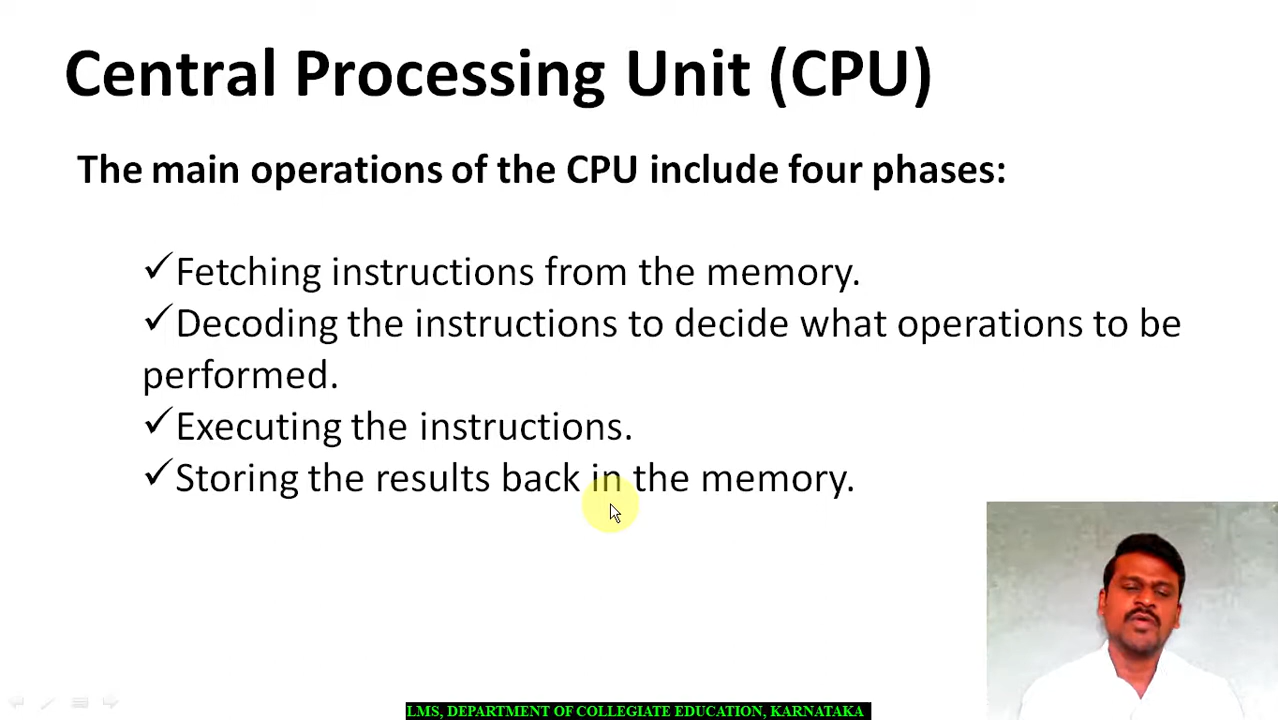 Central Processing Unit (CPU)
The main operations of the CPU include four phases:
✓Fetching instructions from the memory.
✓Decoding the instructions to decide what operations to be
performed.
✓Executing the instructions.
✓Storing the results back in the memory.
LMS, DEPARTMENT OF COLLEGIATE EDUCATION, KARNATAKA